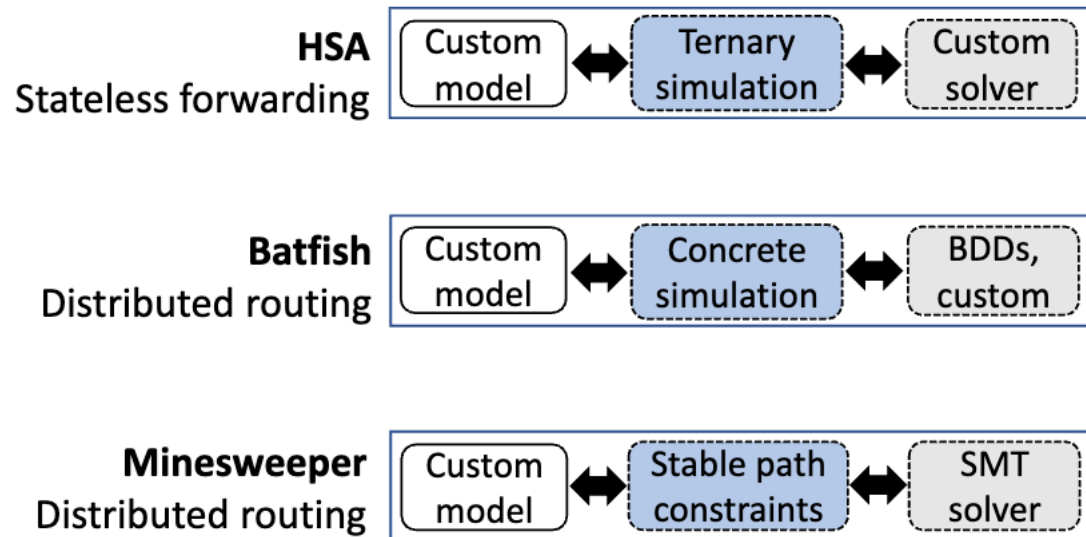 HSA
Stateless forwarding
Custom
model
Ternary
simulation
Custom
solver
Batfish
Distributed routing
Custom
model
Concrete
simulation
BDDs,
custom
Minesweeper
Distributed routing
Custom
model
Stable path
constraints
SMT
solver